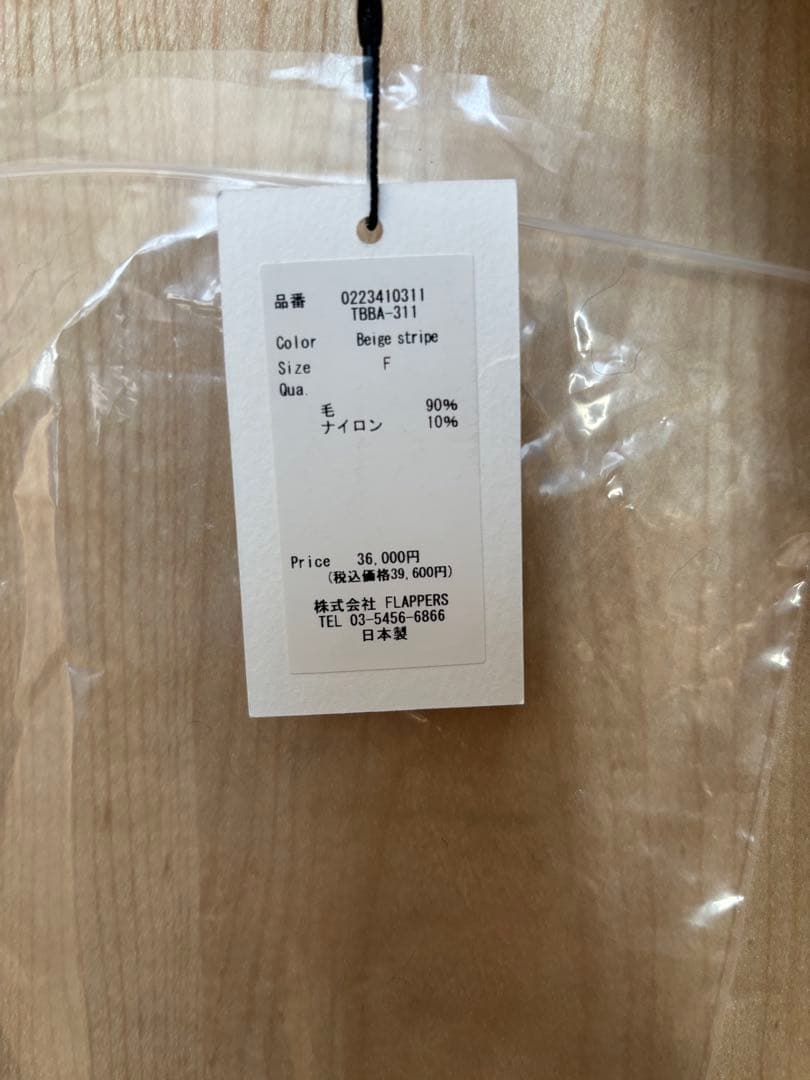 品番 0223410311
TBBA-311
Color Beige stripe
Size F
Qua.
毛 90%
ナイロン 10%
Price 36,000円
(税込価格39,600円)
株式会社 FLAPPERS
TEL 03-5456-6866
日本製